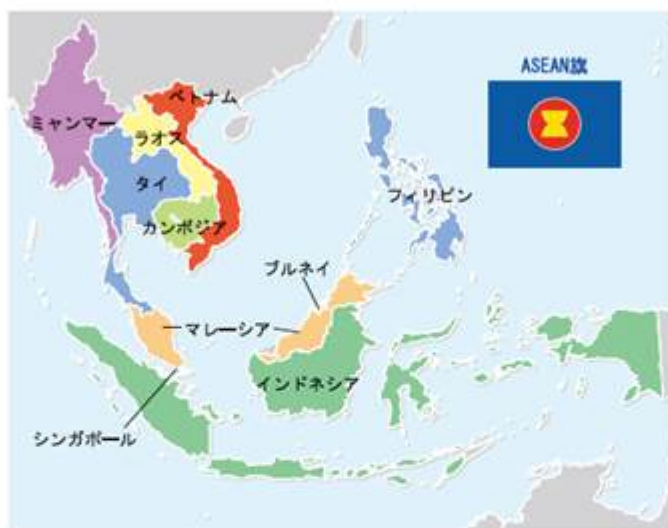 ASEAN旗
ベトナム
ミャンマー
ラオス
タイ
フィリピン
カンボジア
ブルネイ
マレーシア
インドネシア
シンガポール